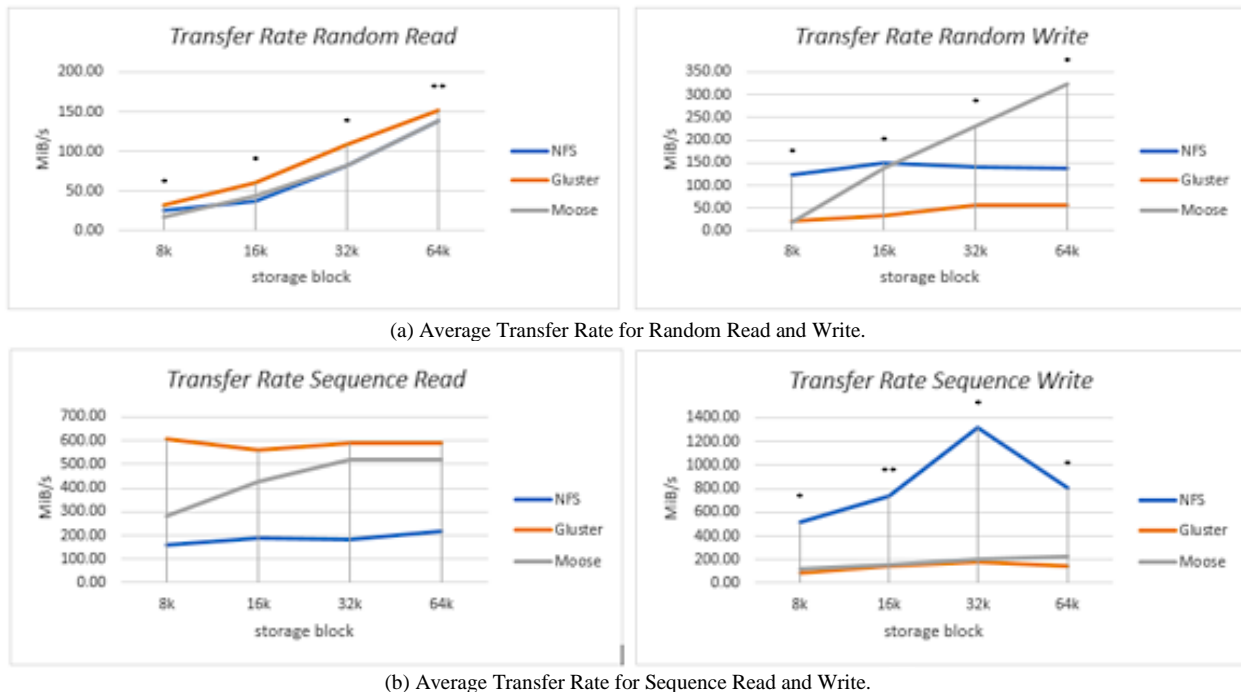 Transfer Rate Random Read
200.00
150.00
100.00
50.00
0.00
MiB/s
8k 16k 32k 64k
storage block
NFS
Gluster
Moose
* * * **
Transfer Rate Random Write
350.00
300.00
250.00
200.00
150.00
100.00
50.00
0.00
MiB/s
8k 16k 32k 64k
storage block
NFS
Gluster
Moose
* * * *
(a) Average Transfer Rate for Random Read and Write.
Transfer Rate Sequence Read
700.00
600.00
500.00
400.00
300.00
200.00
100.00
0.00
MiB/s
8k 16k 32k 64k
storage block
NFS
Gluster
Moose
Transfer Rate Sequence Write
1400.00
1200.00
1000.00
800.00
600.00
400.00
200.00
0.00
MiB/s
8k 16k 32k 64k
storage block
NFS
Gluster
Moose
* ** * *
(b) Average Transfer Rate for Sequence Read and Write.